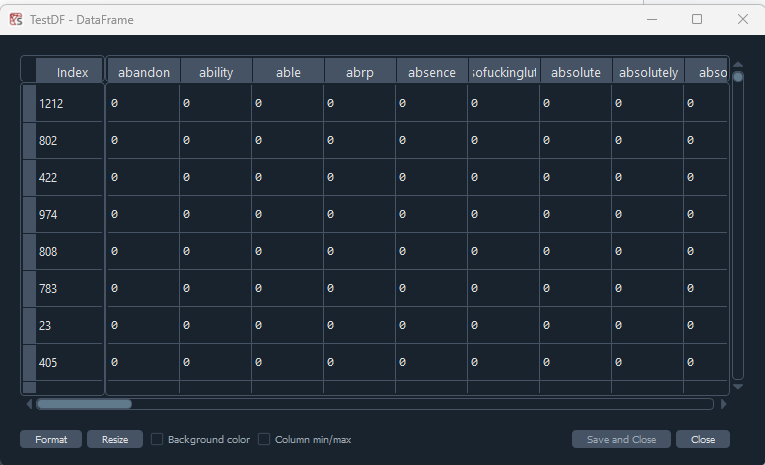 TestDF - DataFrame
Index abandon ability able abrp absence sofuckinglut absolute absolutely abso
1212 0 0 0 0 0 0 0 0 0
802 0 0 0 0 0 0 0 0 0
422 0 0 0 0 0 0 0 0 0
974 0 0 0 0 0 0 0 0 0
808 0 0 0 0 0 0 0 0 0
783 0 0 0 0 0 0 0 0 0
23 0 0 0 0 0 0 0 0 0
405 0 0 0 0 0 0 0 0 0
Format Resize Background color Column min/max Save and Close Close